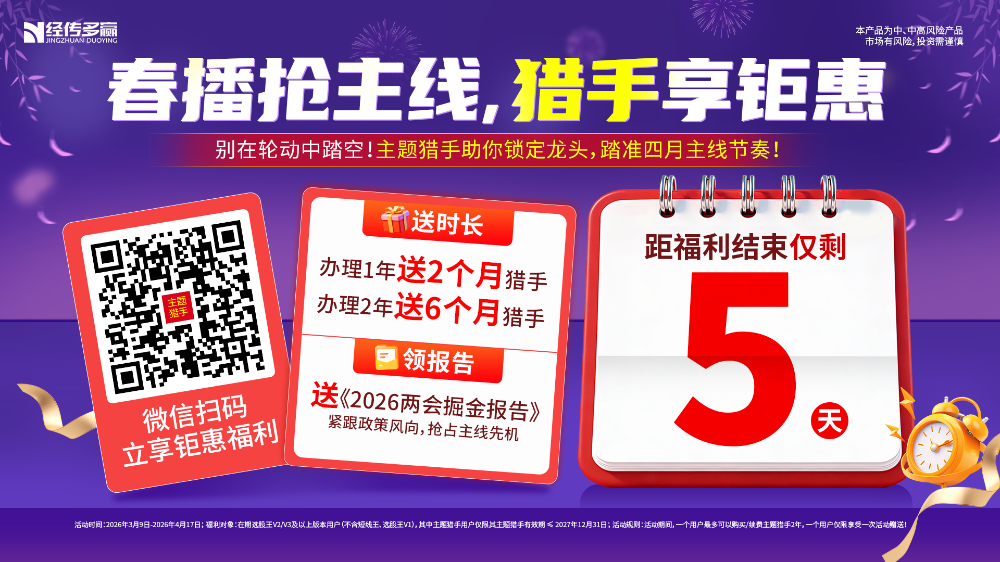 经传多赢
JINGZHUAN DUOYING
本产品为中、中高风险产品
市场有风险，投资需谨慎
春播抢主线，猎手享钜惠
别在轮动中踏空！主题猎手助你锁定龙头，踏准四月主线节奏！
主题
猎手
微信扫码
立享钜惠福利
送时长
办理1年送2个月猎手
办理2年送6个月猎手
领报告
送《2026两会掘金报告》
紧跟政策风向，抢占主线先机
距福利结束仅剩
5
天
活动时间：2026年3月9日-2026年4月17日；福利对象：在期选股王V2/V3及以上版本用户（不含短线王、选股王V1），其中主题猎手用户仅限其主题猎手有效期 ≤ 2027年12月31日；活动规则：活动期间，一个用户最多可以购买/续费主题猎手2年，一个用户仅限享受一次活动赠送！